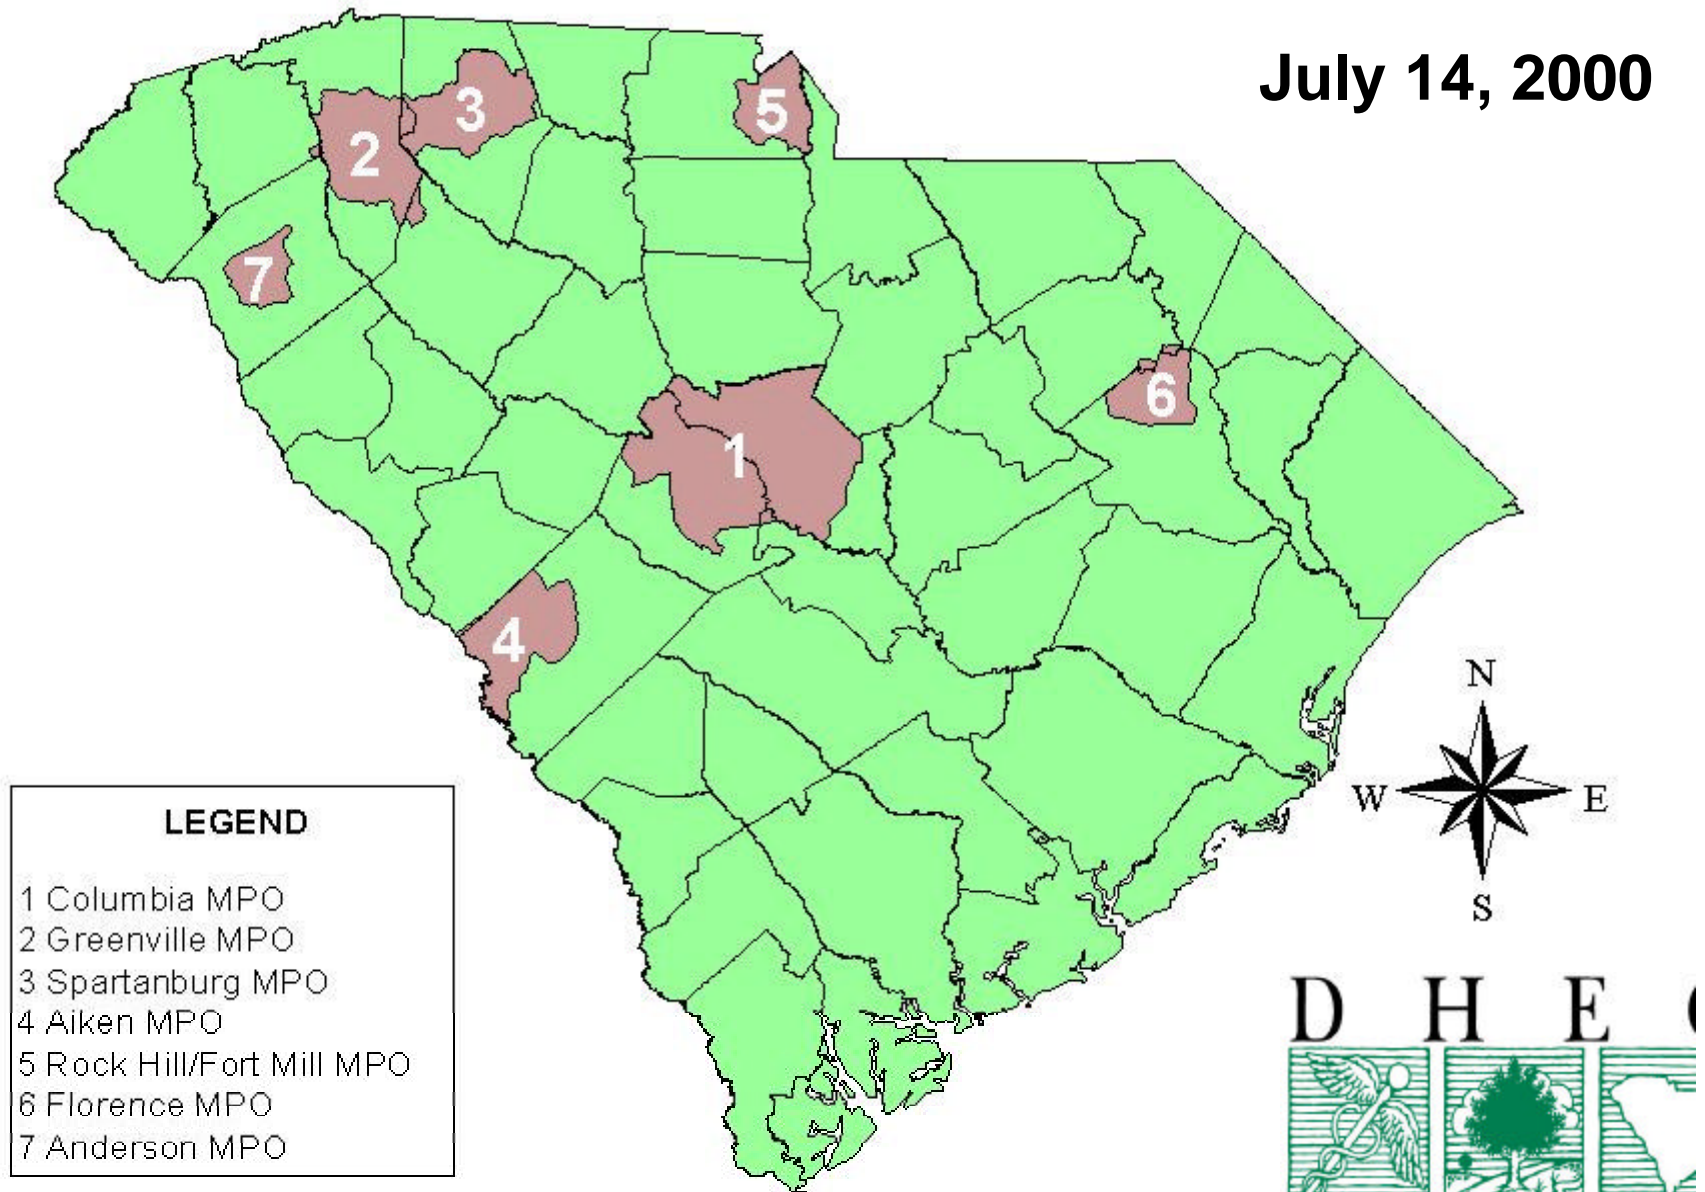 July 14, 2000
3
5
2
7
6
1
4
N
W E
S
LEGEND
1 Columbia MPO
2 Greenville MPO
3 Spartanburg MPO
4 Aiken MPO
5 Rock Hill/Fort Mill MPO
6 Florence MPO
7 Anderson MPO
D H E